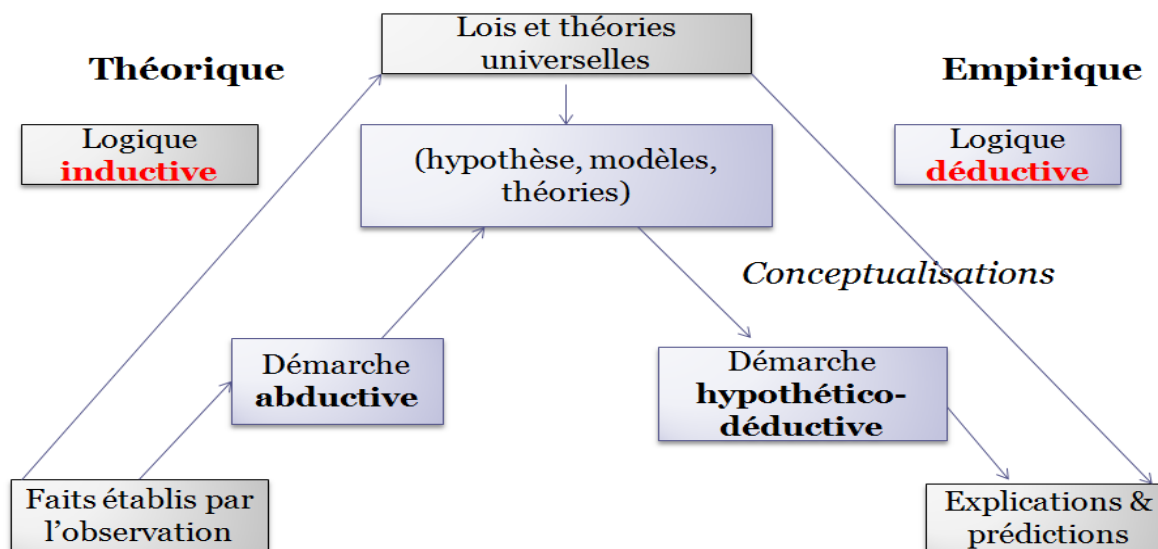 Lois et théories
universelles
Théorique
Empirique
Logique
inductive
(hypothèse, modèles,
théories)
Logique
déductive
Conceptualisations
Démarche
abductive
Démarche
hypothético-
déductive
Faits établis par
l’observation
Explications &
prédictions